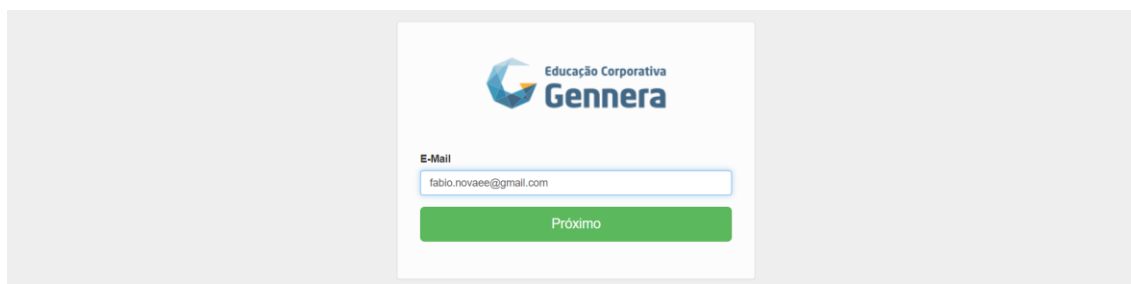 Educação Corporativa
Gennera
E-Mail
fabio.novaee@gmail.com
Próximo